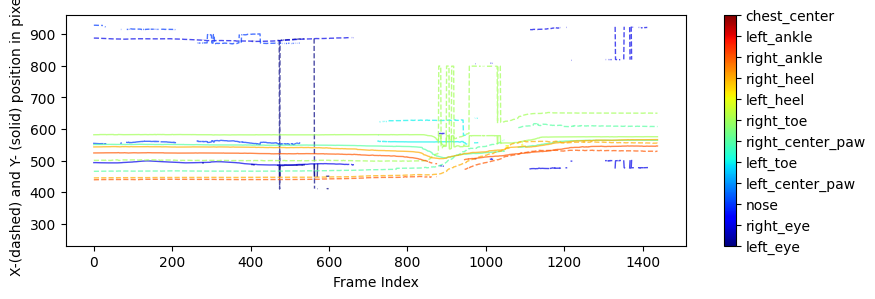 X-(dashed) and Y- (solid) position in pixe
900
800
700
600
500
400
300
0
200
400
600
800
1000
1200
1400
Frame Index
chest_center
left_ankle
right_ankle
right_heel
left_heel
right_toe
right_center_paw
left_toe
left_center_paw
nose
right_eye
left_eye